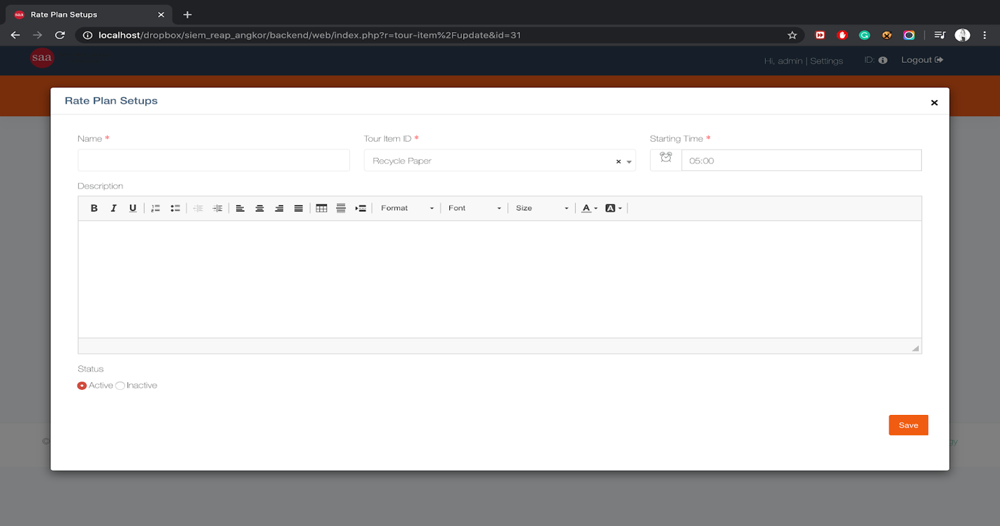 saa Rate Plan Setups
localhost/dropbox/siem_reap_angkor/backend/web/index.php?r=tour-item%2Fupdate&id=31
saa
Hi, admin | Settings ID: Logout
Rate Plan Setups
Name * Tour Item ID * Starting Time *
Recycle Paper 05:00
Description
B I U Format Font Size A A
Status
Active Inactive
Save
© gy